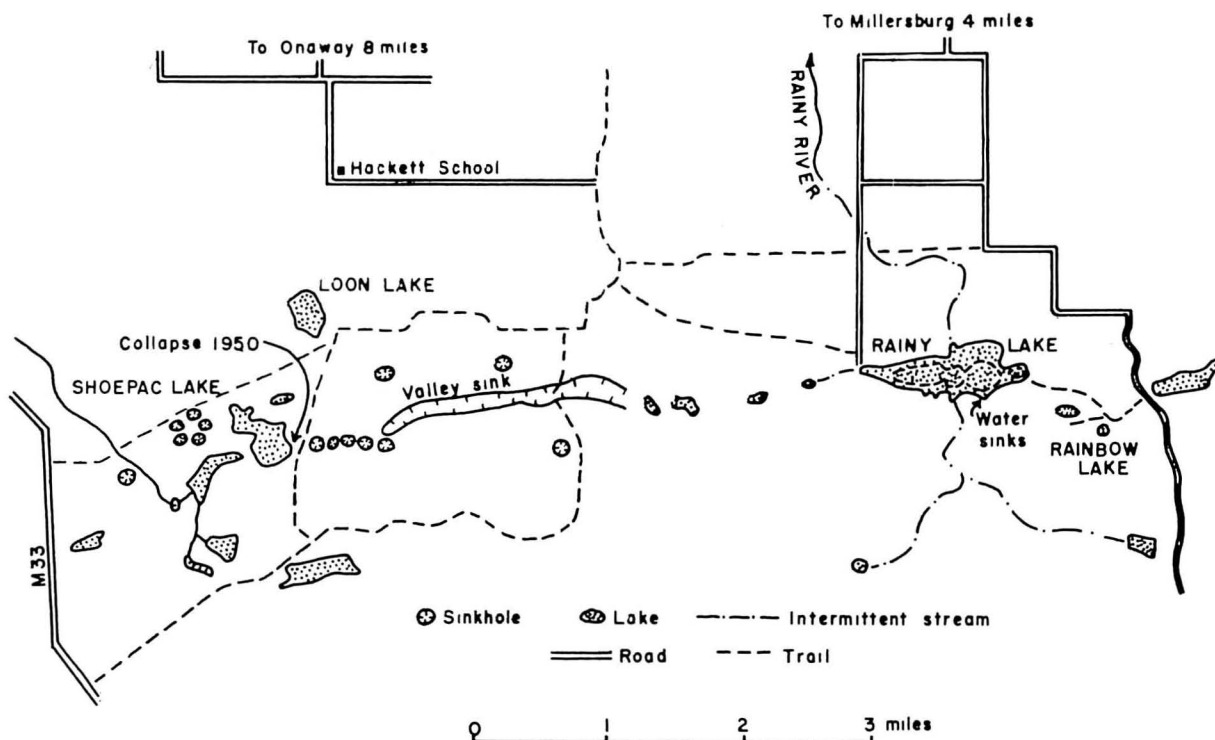 To Onaway 8 miles
To Millersburg 4 miles
RAINY RIVER
Hackett School
LOON LAKE
Collapse 1950
SHOEPAC LAKE
Valley sink
RAINY LAKE
Water
sinks
RAINBOW
LAKE
M33
Sinkhole
Lake
Intermittent stream
Road
Trail
0 1 2 3 miles